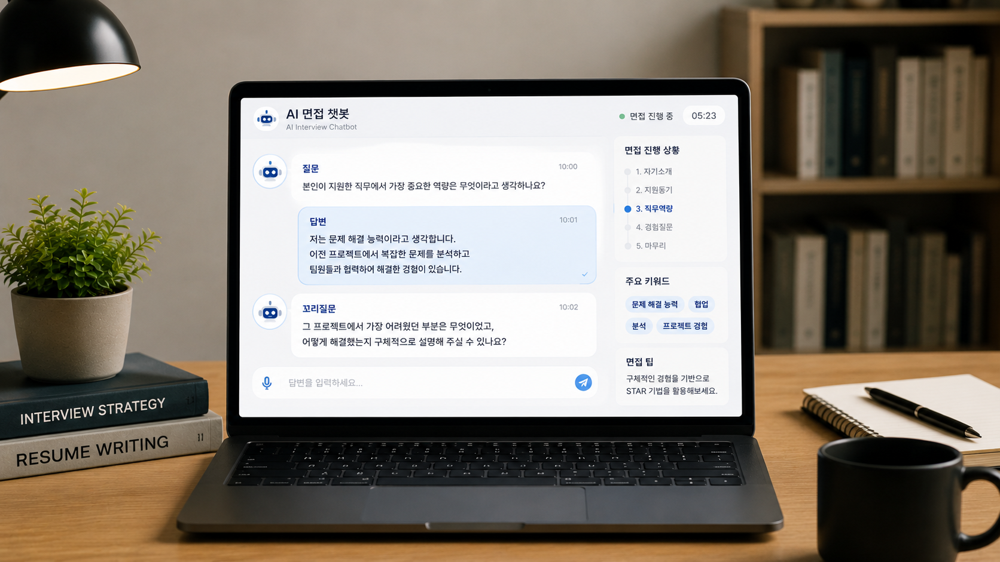 AI 면접 챗봇
AI Interview Chatbot
면접 진행 중
05:23
질문
10:00
본인이 지원한 직무에서 가장 중요한 역량은 무엇이라고 생각하나요?
답변
10:01
저는 문제 해결 능력이라고 생각합니다.
이전 프로젝트에서 복잡한 문제를 분석하고
팀원들과 협력하여 해결한 경험이 있습니다.
꼬리질문
10:02
그 프로젝트에서 가장 어려웠던 부분은 무엇이었고,
어떻게 해결했는지 구체적으로 설명해 주실 수 있나요?
답변을 입력하세요...
면접 진행 상황
1. 자기소개
2. 지원동기
3. 직무역량
4. 경험질문
5. 마무리
주요 키워드
문제 해결 능력
협업
분석
프로젝트 경험
면접 팁
구체적인 경험을 기반으로
STAR 기법을 활용해보세요.
INTERVIEW STRATEGY
RESUME WRITING